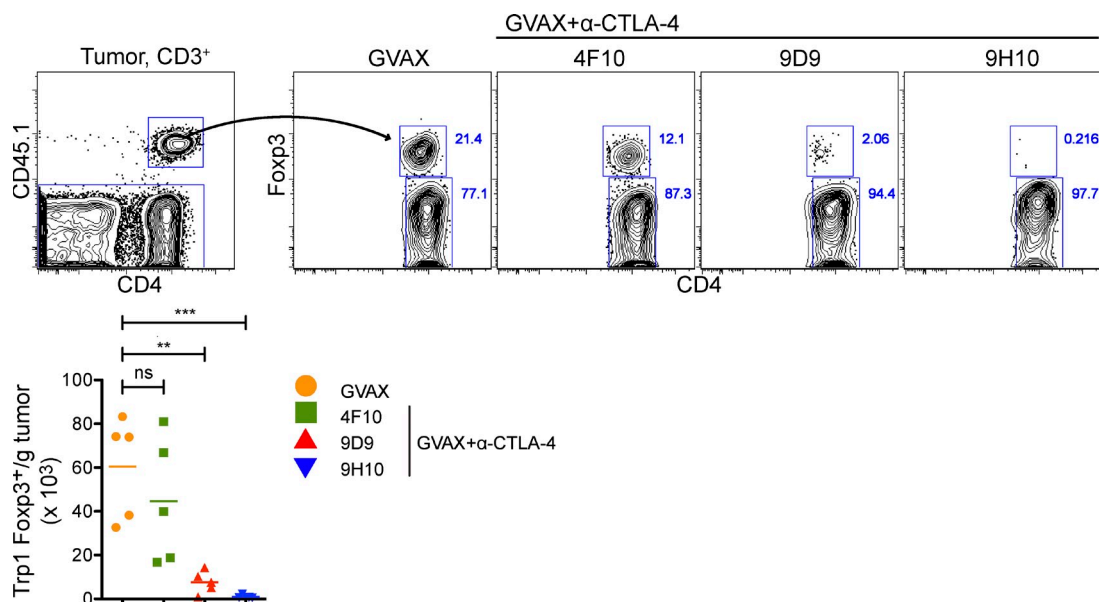 GVAX+α-CTLA-4
Tumor, CD3+
GVAX
4F10
9D9
9H10
CD45.1
Foxp3
21.4
12.1
2.06
0.216
77.1
87.3
94.4
97.7
CD4
CD4
***
**
ns
Trp1 Foxp3+/g tumor
(x 10³)
100
80
60
40
20
0
GVAX
4F10
9D9
9H10
GVAX+α-CTLA-4